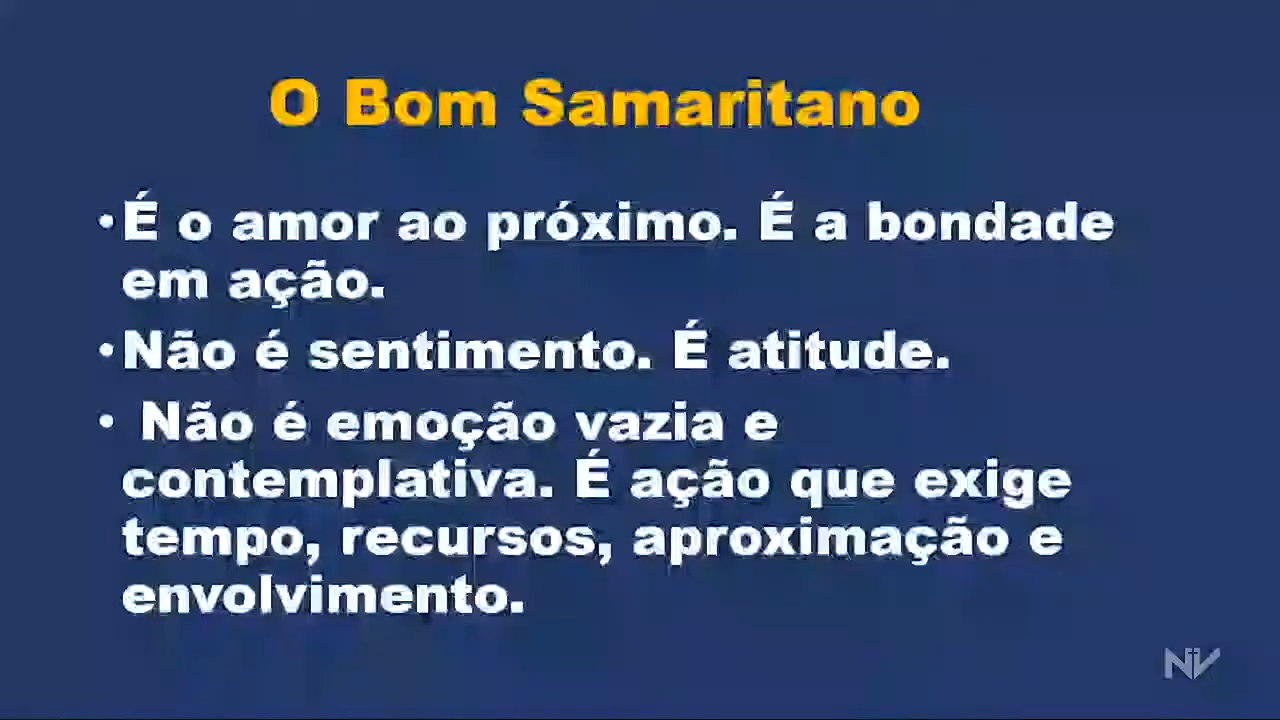 O Bom Samaritano
•É o amor ao próximo. É a bondade
em ação.
•Não é sentimento. É atitude.
• Não é emoção vazia e
contemplativa. É ação que exige
tempo, recursos, aproximação e
envolvimento.
NV